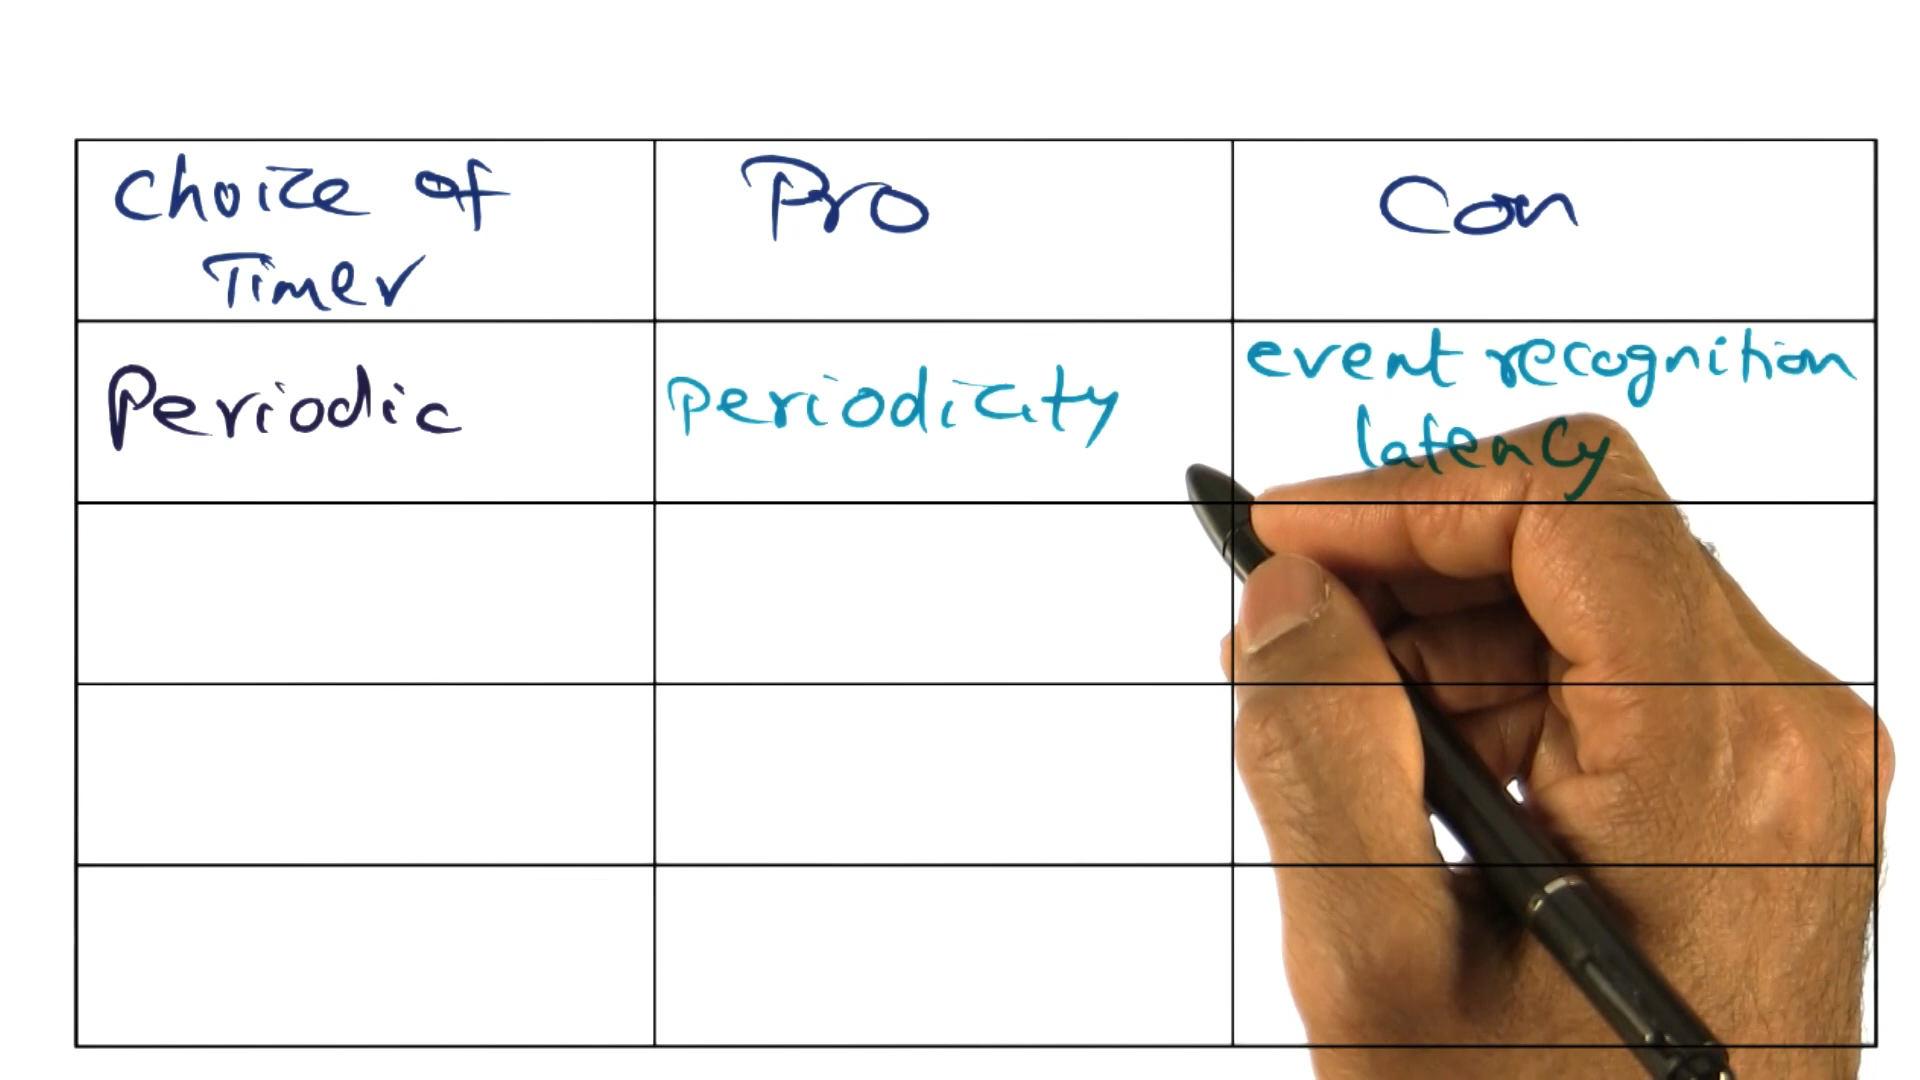 Choice of
Timer
Pro
Con
Periodic
periodicity
event recognition
latency